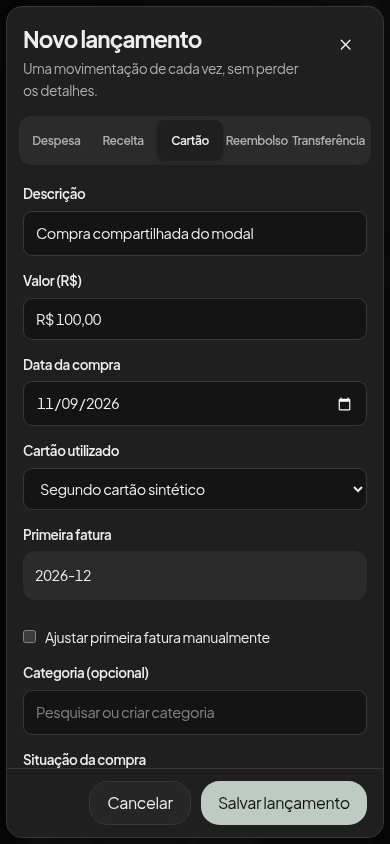 Novo lançamento
Uma movimentação de cada vez, sem perder
os detalhes.
Despesa Receita Cartão Reembolso Transferência
Descrição
Compra compartilhada do modal
Valor (R$)
R$ 100,00
Data da compra
11/09/2026
Cartão utilizado
Segundo cartão sintético
Primeira fatura
2026-12
Ajustar primeira fatura manualmente
Categoria (opcional)
Pesquisar ou criar categoria
Situação da compra
Cancelar Salvar lançamento